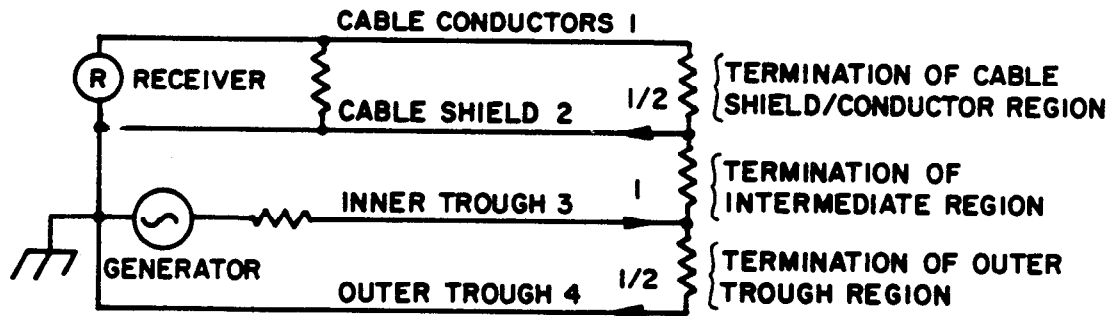 CABLE CONDUCTORS 1
R RECEIVER
1/2
TERMINATION OF CABLE
SHIELD/CONDUCTOR REGION
CABLE SHIELD 2
1
TERMINATION OF
INTERMEDIATE REGION
INNER TROUGH 3
GENERATOR
1/2
TERMINATION OF OUTER
TROUGH REGION
OUTER TROUGH 4